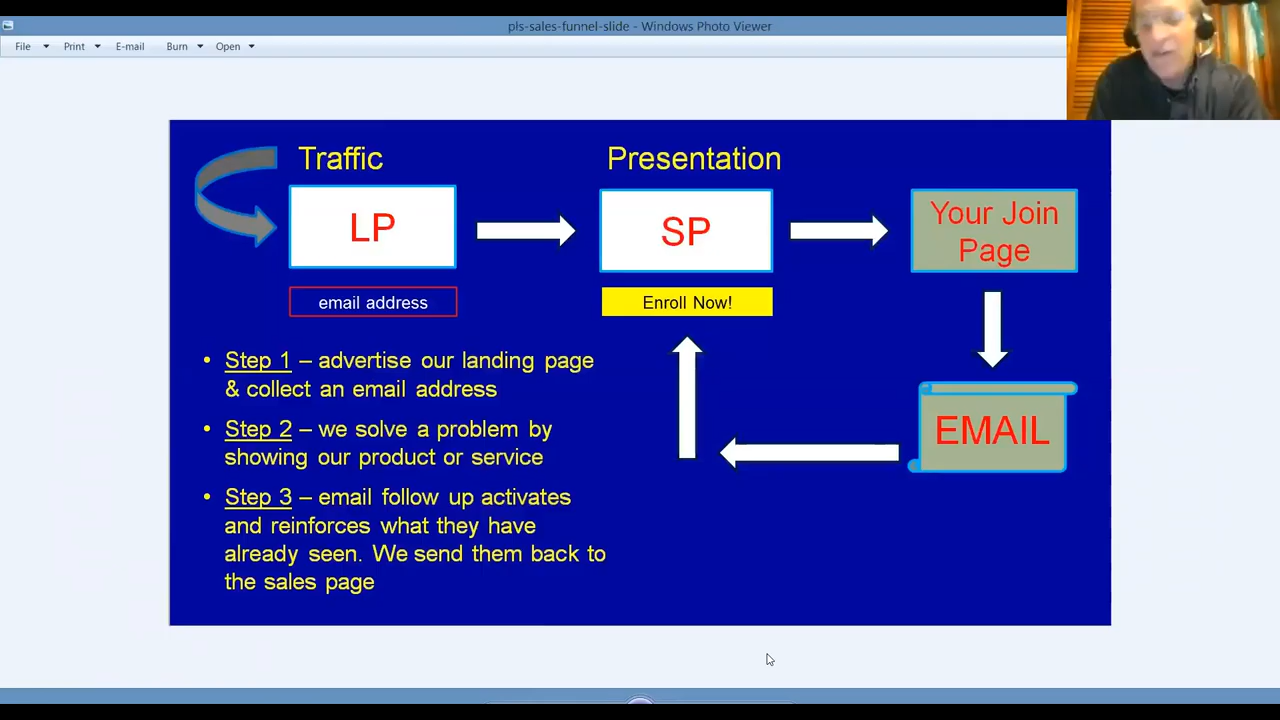 pls-sales-funnel-slide - Windows Photo Viewer
File Print E-mail Burn Open
Traffic
Presentation
LP
SP
Your Join
Page
email address
Enroll Now!
EMAIL
• Step 1 – advertise our landing page
& collect an email address
• Step 2 – we solve a problem by
showing our product or service
• Step 3 – email follow up activates
and reinforces what they have
already seen. We send them back to
the sales page